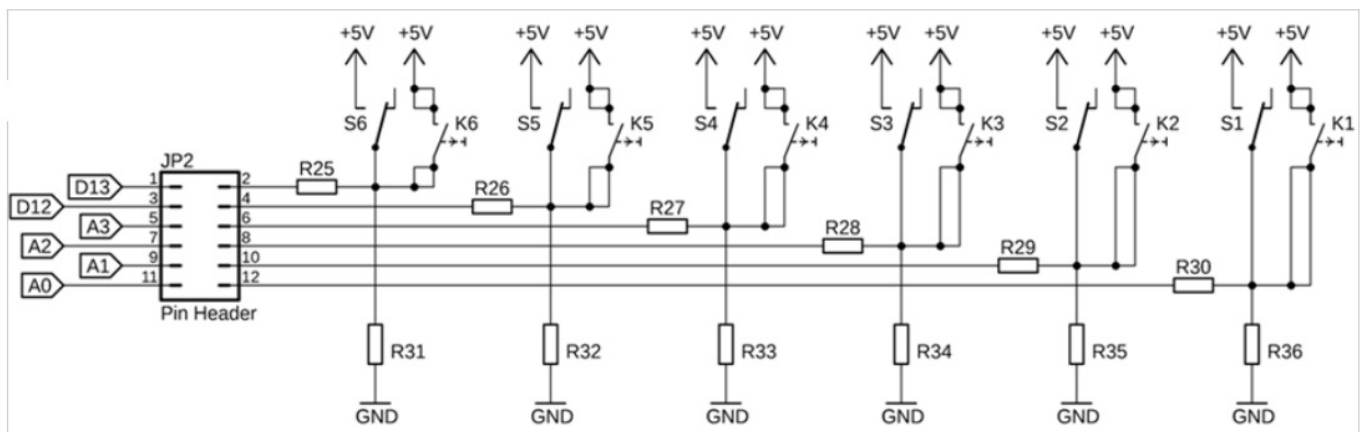 +5V +5V +5V +5V +5V +5V +5V +5V +5V +5V +5V +5V
S6 K6 S5 K5 S4 K4 S3 K3 S2 K2 S1 K1
JP2
D13 1 2 R25
D12 3 4 R26
A3 5 6 R27
A2 7 8 R28
A1 9 10 R29
A0 11 12 R30
Pin Header
R31 R32 R33 R34 R35 R36
GND GND GND GND GND GND